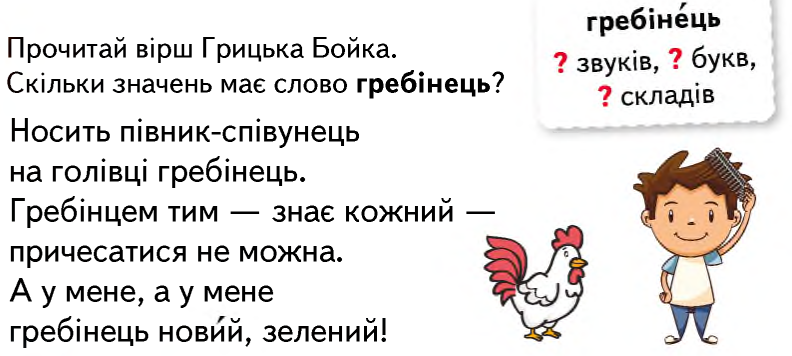 Прочитай вірш Грицька Бойка.
Скільки значень має слово гребінець?
гребіне́ць
? звуків, ? букв,
? складів
Носить півник-співунець
на голівці гребінець.
Гребінцем тим — знає кожний —
причесатися не можна.
А у мене, а у мене
гребінець нови́й, зелений!